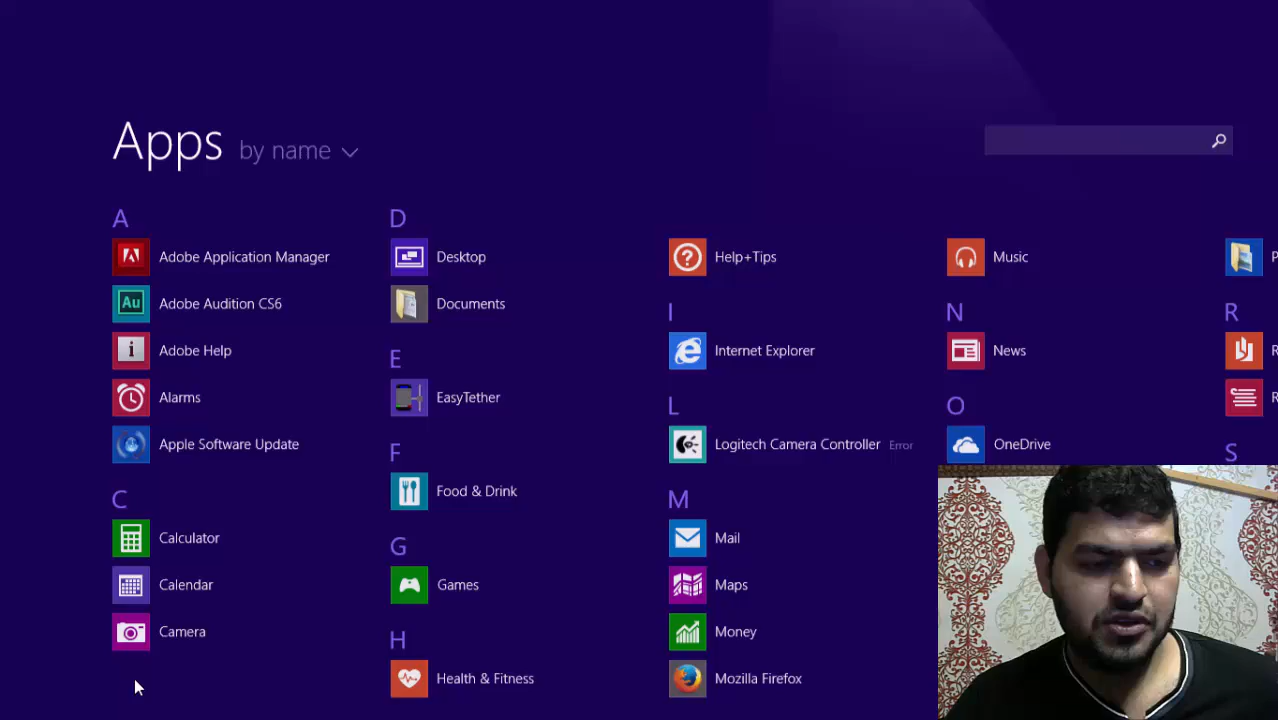 Apps by name
A
Adobe Application Manager
Au Adobe Audition CS6
i Adobe Help
Alarms
Apple Software Update
C
Calculator
Calendar
Camera
D
Desktop
Documents
E
EasyTether
F
Food & Drink
G
Games
H
Health & Fitness
? Help+Tips
I
Internet Explorer
L
Logitech Camera Controller Error
M
Mail
Maps
Money
Mozilla Firefox
Music
N
News
O
OneDrive
P
R
R
R
S